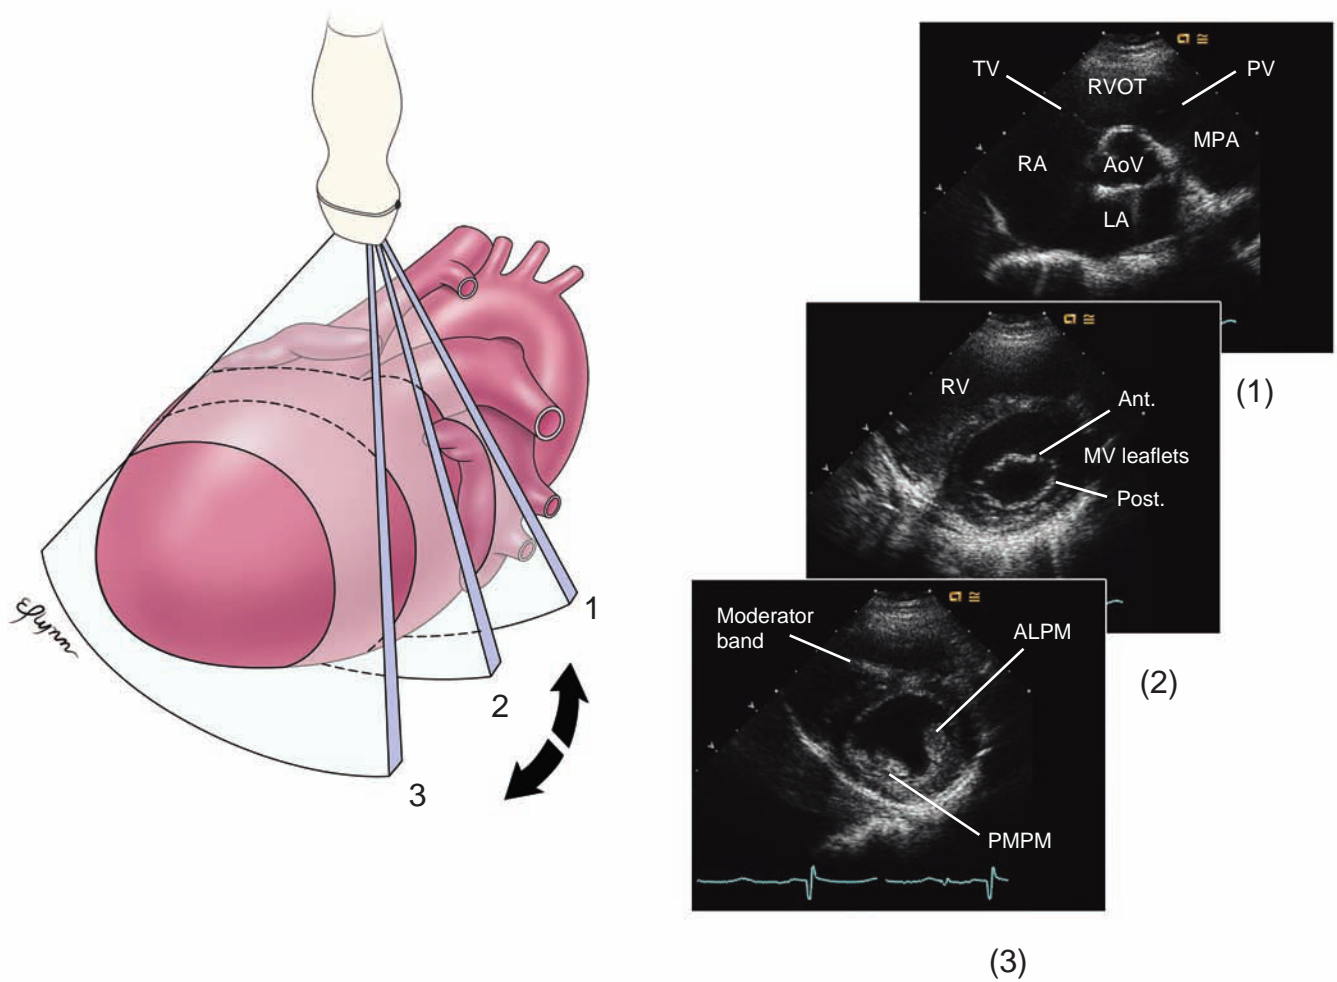 TV
PV
RVOT
MPA
RA
AoV
LA
(1)
RV
Ant.
MV leaflets
Post.
(2)
Moderator
band
ALPM
PMPM
(3)
1
2
3